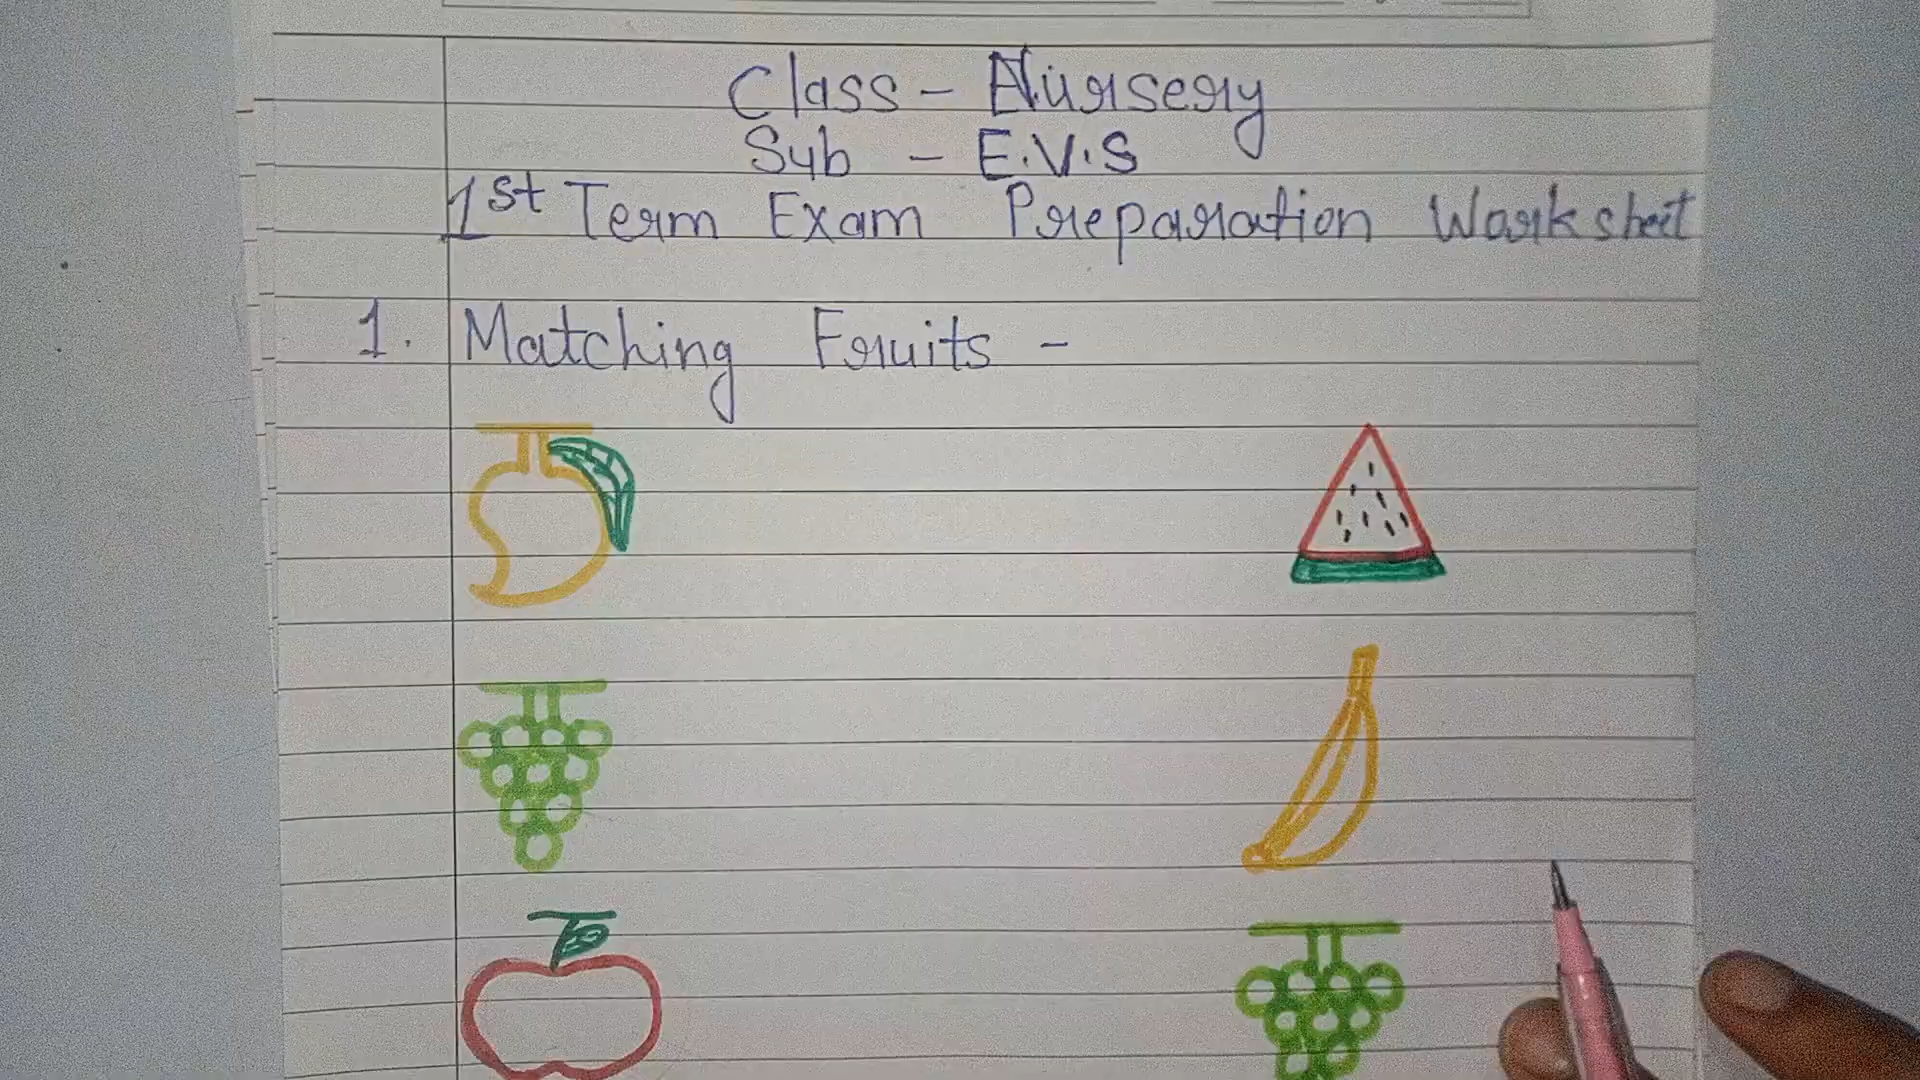 Class - Nursery
Sub - E.V.S
1st Term Exam Preparation Worksheet
1. Matching Fruits -